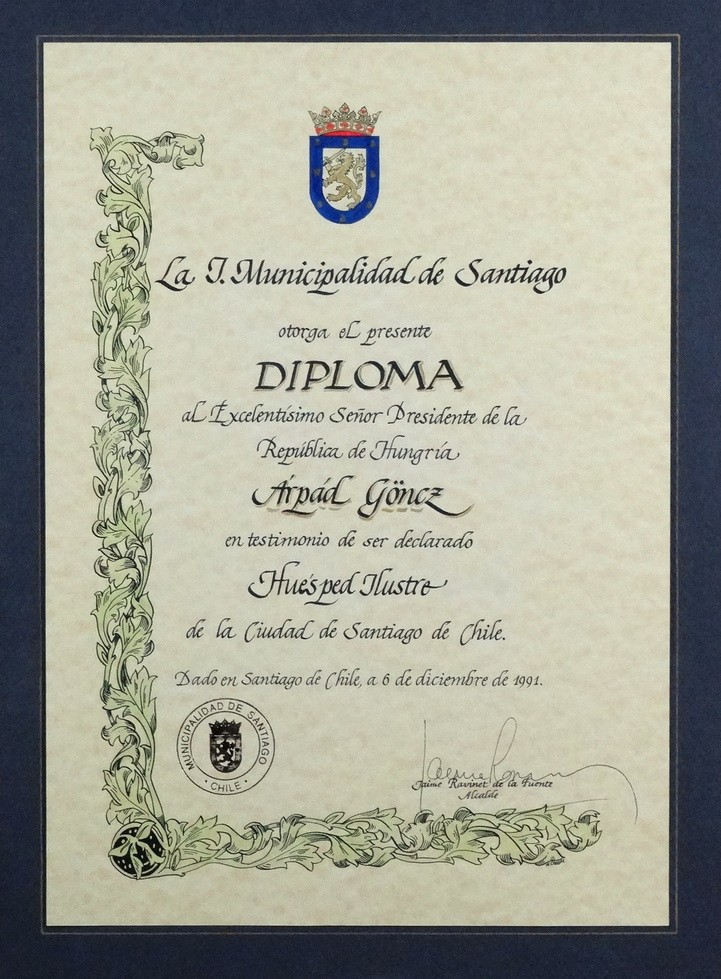 La I. Municipalidad de Santiago
otorga el presente
DIPLOMA
al Excelentísimo Señor Presidente de la
República de Hungría
Árpád Göncz
en testimonio de ser declarado
Huésped Ilustre
de la Ciudad de Santiago de Chile.
Dado en Santiago de Chile, a 6 de diciembre de 1991.
MUNICIPALIDAD DE SANTIAGO
· CHILE ·
Jaime Ravinet de la Fuente
Alcalde